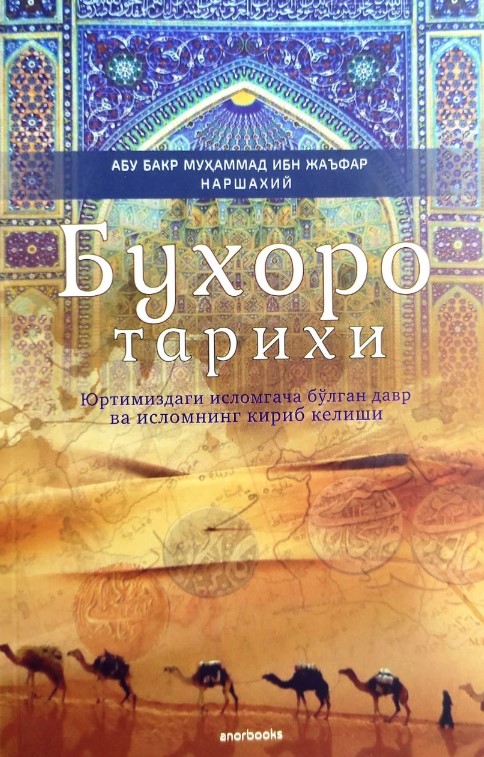 АБУ БАКР МУҲАММАД ИБН ЖАЪФАР
НАРШАХИЙ
Бухоро
тарихи
Юртимиздаги исломгача бўлган давр
ва исломнинг кириб келиши
anorbooks